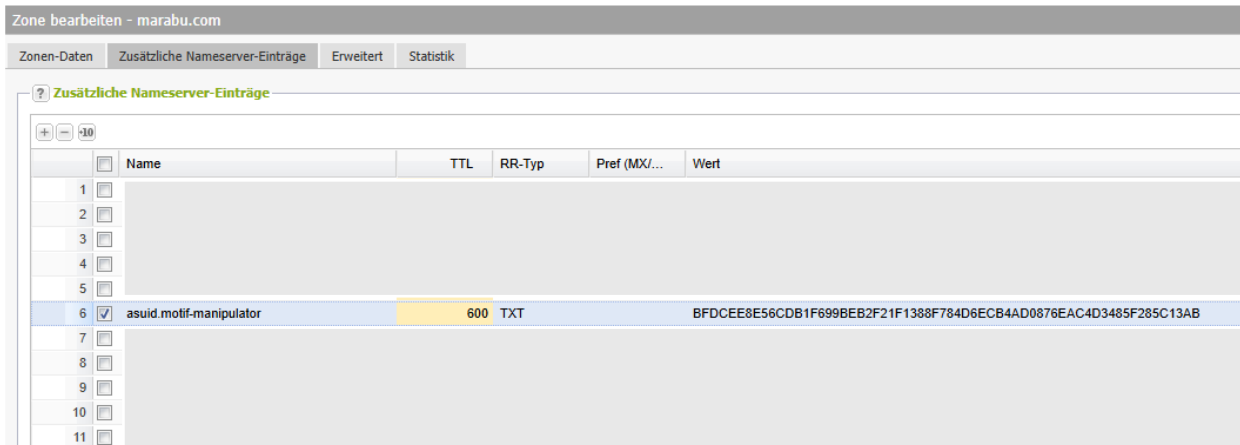 Zone bearbeiten - marabu.com
Zonen-Daten Zusätzliche Nameserver-Einträge Erweitert Statistik
? Zusätzliche Nameserver-Einträge
+ - +10
Name TTL RR-Typ Pref (MX/... Wert
1
2
3
4
5
6 asuid.motif-manipulator 600 TXT BFDCEE8E56CDB1F699BEB2F21F1388F784D6ECB4AD0876EAC4D3485F285C13AB
7
8
9
10
11